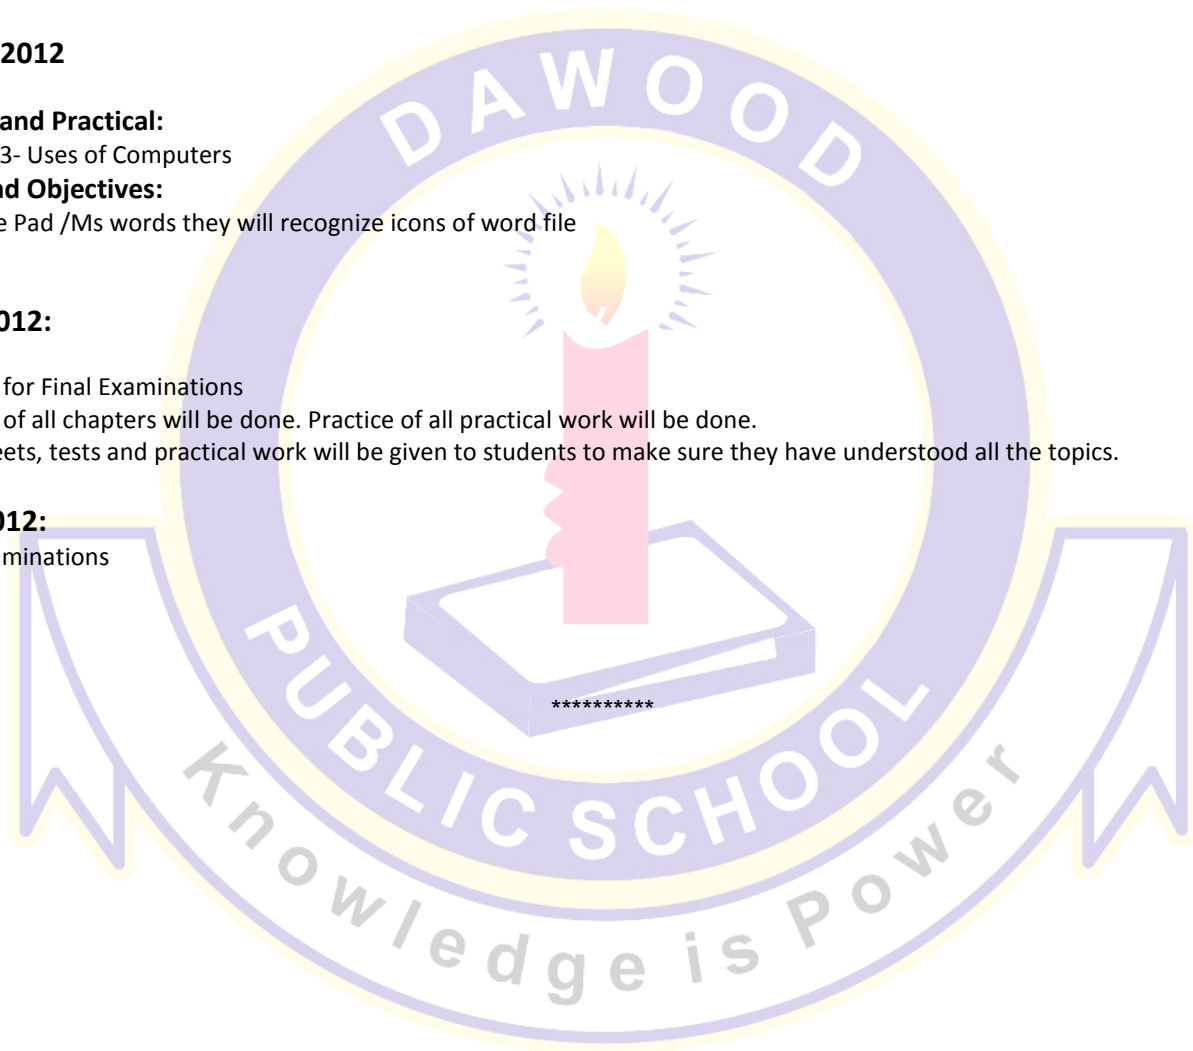 2012
and Practical:
3- Uses of Computers
d Objectives:
e Pad /Ms words they will recognize icons of word file
012:
for Final Examinations
of all chapters will be done. Practice of all practical work will be done.
eets, tests and practical work will be given to students to make sure they have understood all the topics.
012:
minations
**********
DAWOOD
PUBLIC SCHOOL
Knowledge is Power